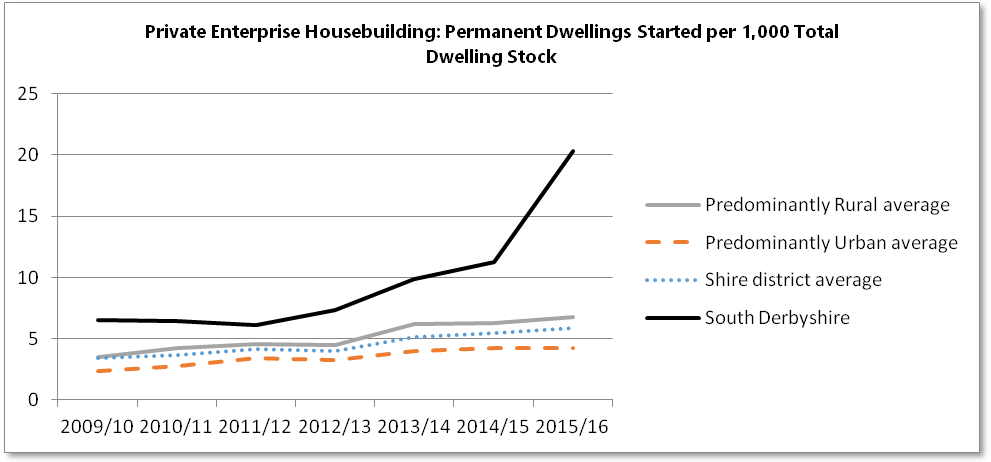 Private Enterprise Housebuilding: Permanent Dwellings Started per 1,000 Total
Dwelling Stock
25
20
15
10
5
0
2009/10 2010/11 2011/12 2012/13 2013/14 2014/15 2015/16
Predominantly Rural average
Predominantly Urban average
Shire district average
South Derbyshire